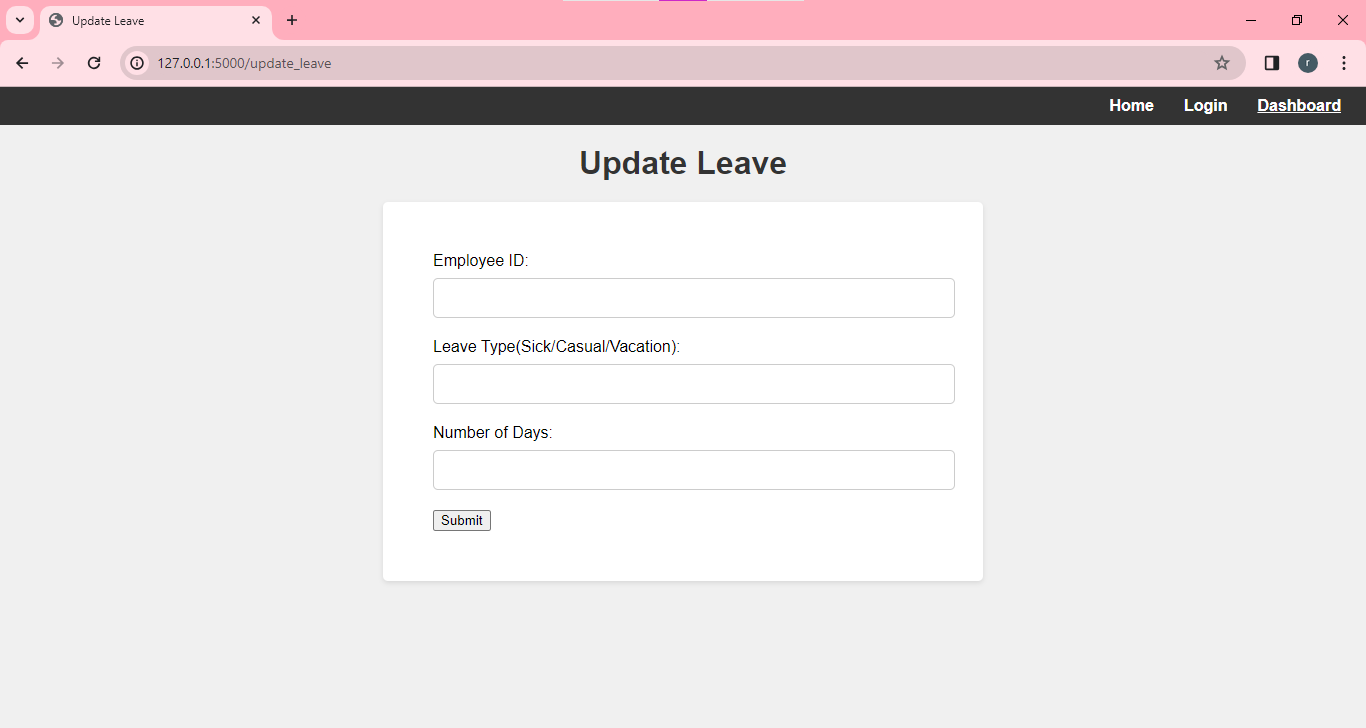 Update Leave
127.0.0.1:5000/update_leave
r
Home Login Dashboard
Update Leave
Employee ID:
Leave Type(Sick/Casual/Vacation):
Number of Days:
Submit